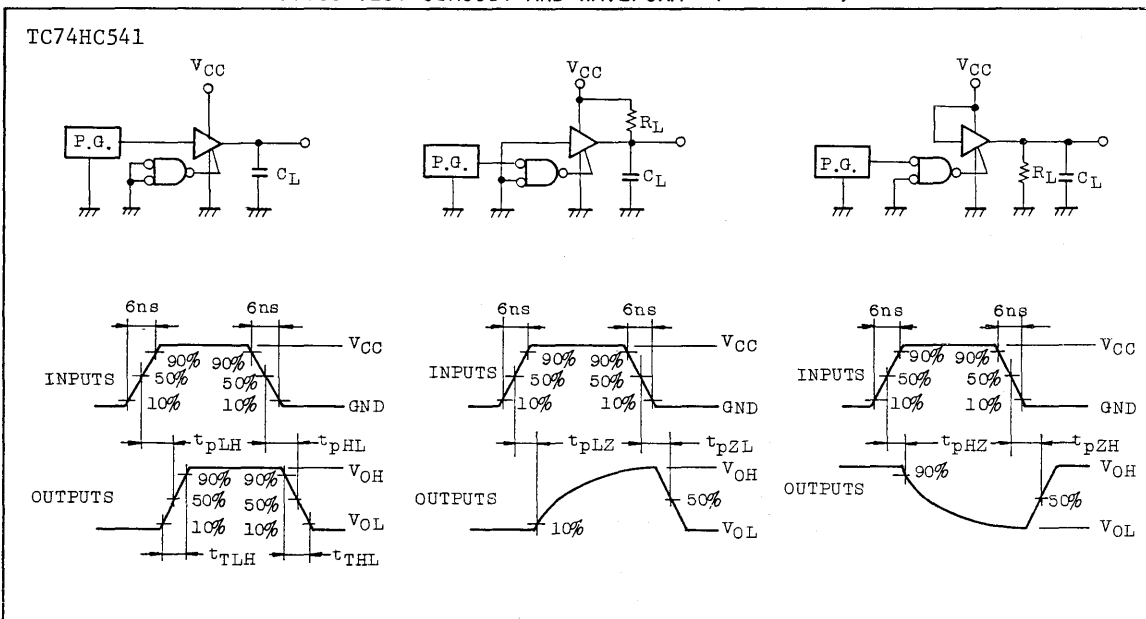 TC74HC541
VCC
P.G.
CL
VCC
RL
P.G.
CL
VCC
P.G.
RL
CL
6ns 6ns
VCC
90% 90%
INPUTS 50% 50%
10% 10%
GND
tpLH tpHL
VOH
90% 90%
OUTPUTS 50% 50%
10% 10%
VOL
tTLH tTHL
6ns 6ns
VCC
90% 90%
INPUTS 50% 50%
10% 10%
GND
tpLZ tpZL
VOH
OUTPUTS 50%
10%
VOL
6ns 6ns
VCC
90% 90%
INPUTS 50% 50%
10% 10%
GND
tpHZ tpZH
VOH
90%
OUTPUTS 50%
VOL